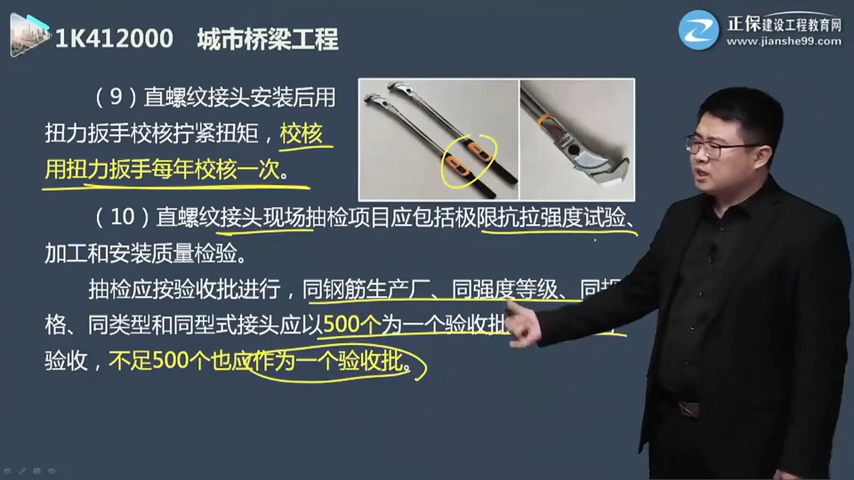 1K412000 城市桥梁工程
正保建设工程教育网
www.jianshe99.com
（9）直螺纹接头安装后用
扭力扳手校核拧紧扭矩，校核
用扭力扳手每年校核一次。
（10）直螺纹接头现场抽检项目应包括极限抗拉强度试验、
加工和安装质量检验。
抽检应按验收批进行，同钢筋生产厂、同强度等级、同规
格、同类型和同型式接头应以500个为一个验收批
验收，不足500个也应作为一个验收批。